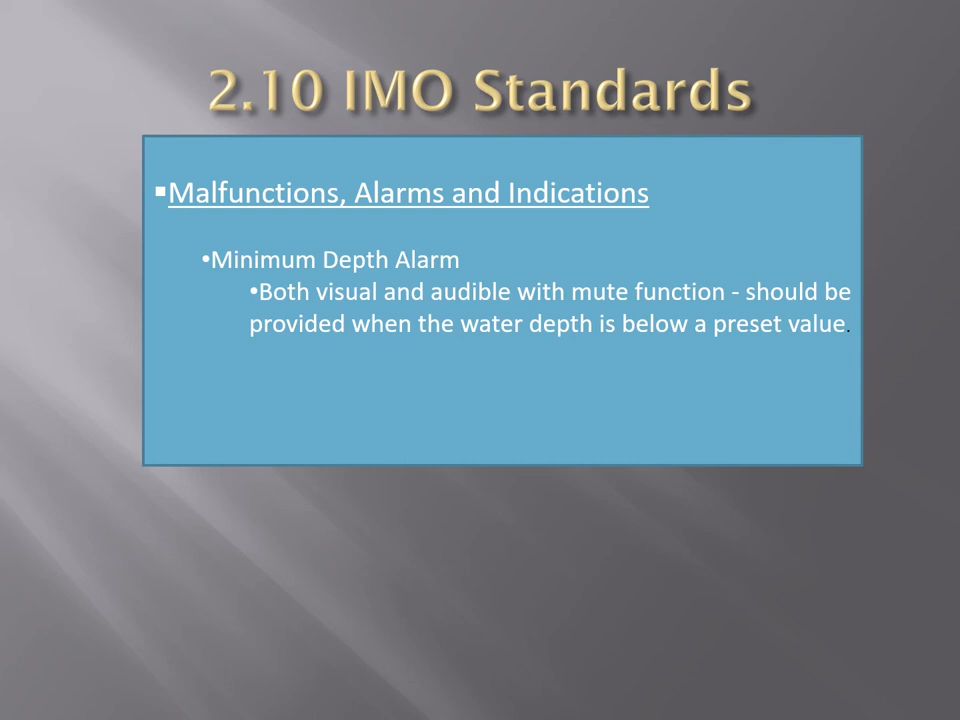 2.10 IMO Standards
▪Malfunctions, Alarms and Indications
•Minimum Depth Alarm
•Both visual and audible with mute function - should be
provided when the water depth is below a preset value.